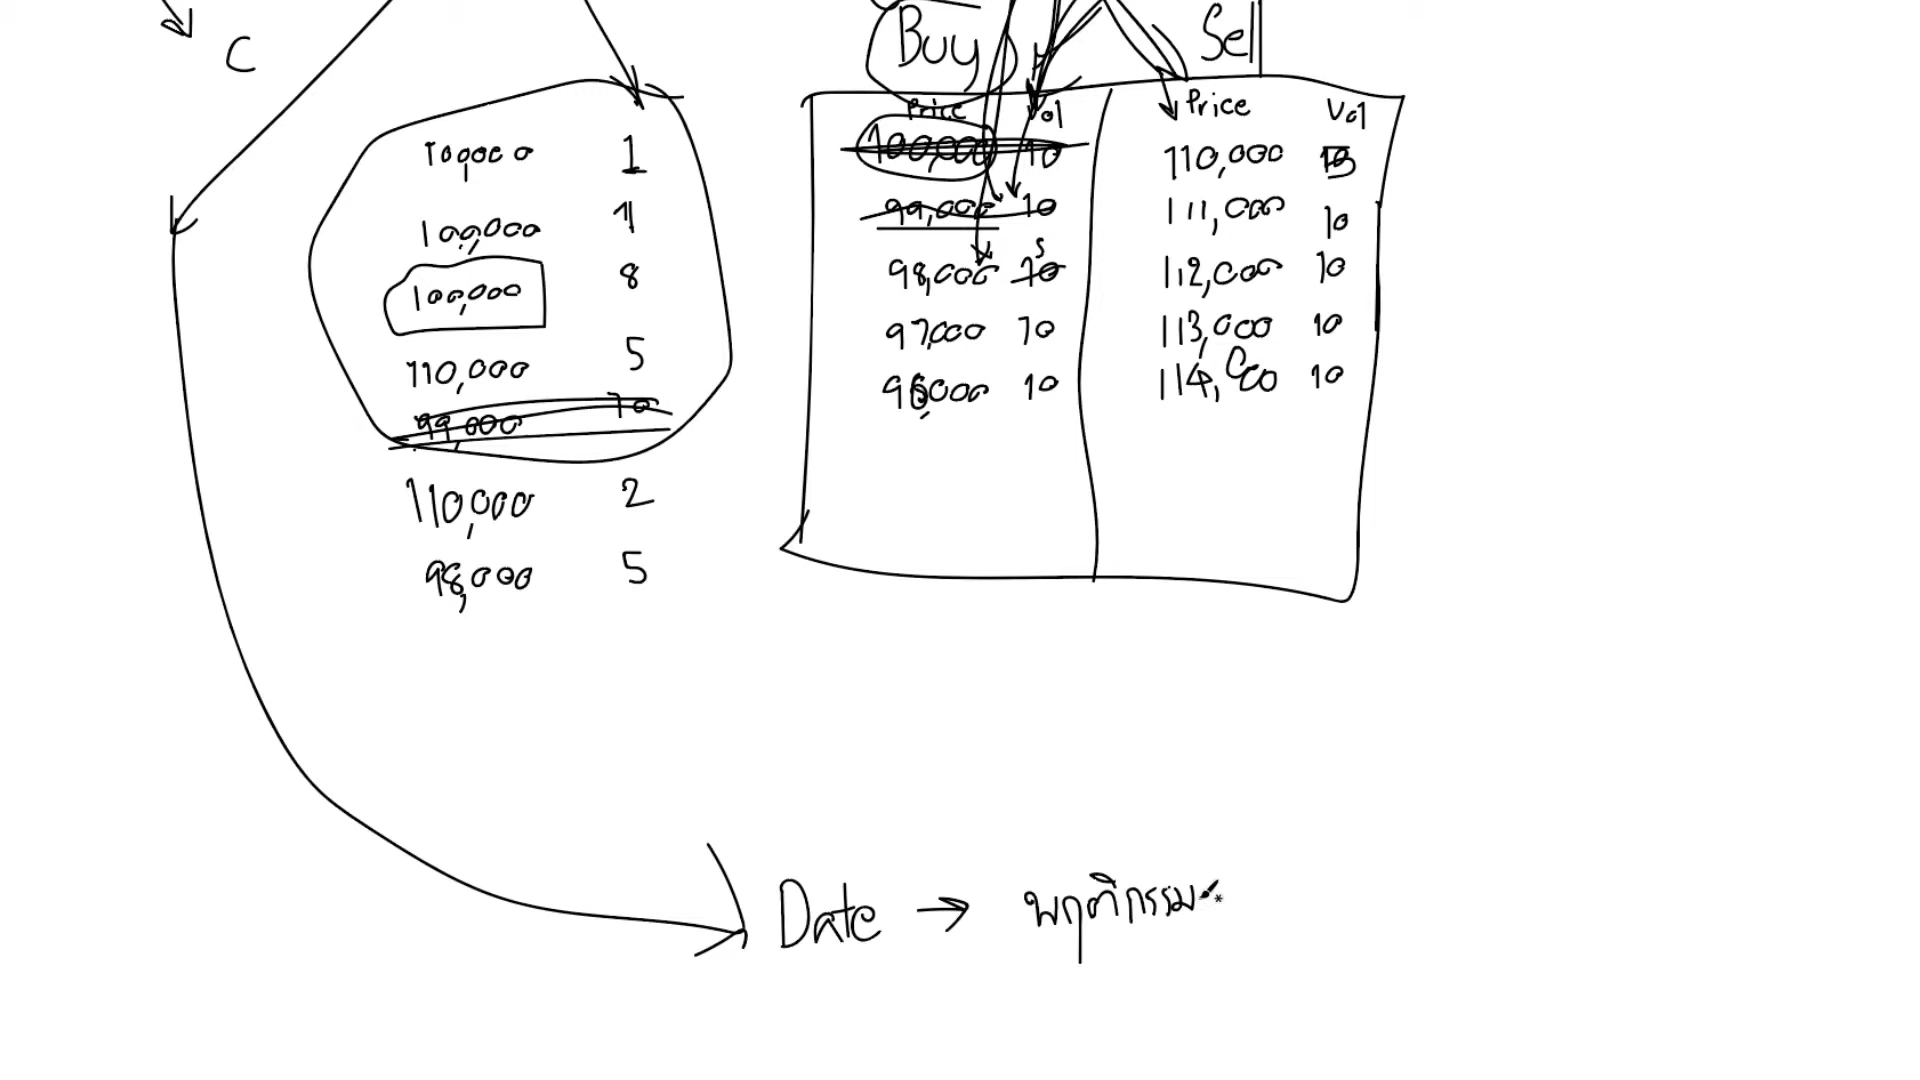 C
Buy Sell
Price Vol Price Vol
100,000 1
100,000 10 110,000
100,000 1
99,000 10 111,000 10
100,000 8
98,000 10 5 112,000 10
110,000 5
97,000 10 113,000 10
99,000 10
96,000 10 114,000 10
110,000 2
98,000 5
Date → พฤติกรรม